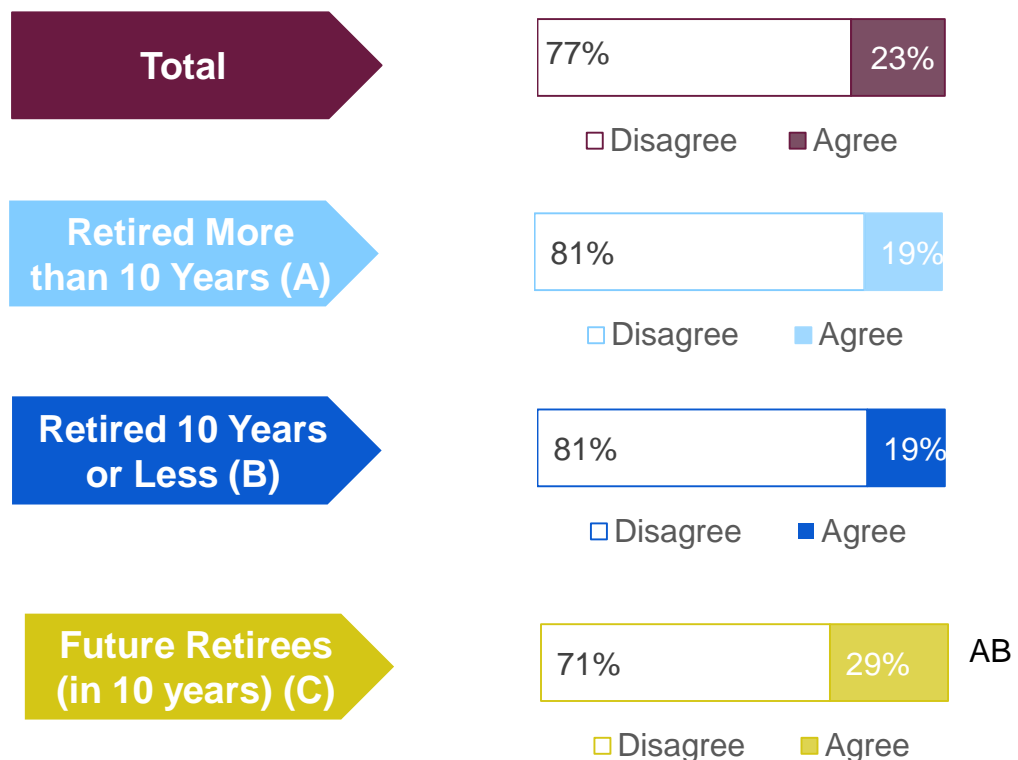 Total
77%
23%
Disagree
Agree
Retired More
than 10 Years (A)
81%
19%
Disagree
Agree
Retired 10 Years
or Less (B)
81%
19%
Disagree
Agree
Future Retirees
(in 10 years) (C)
71%
29%
AB
Disagree
Agree